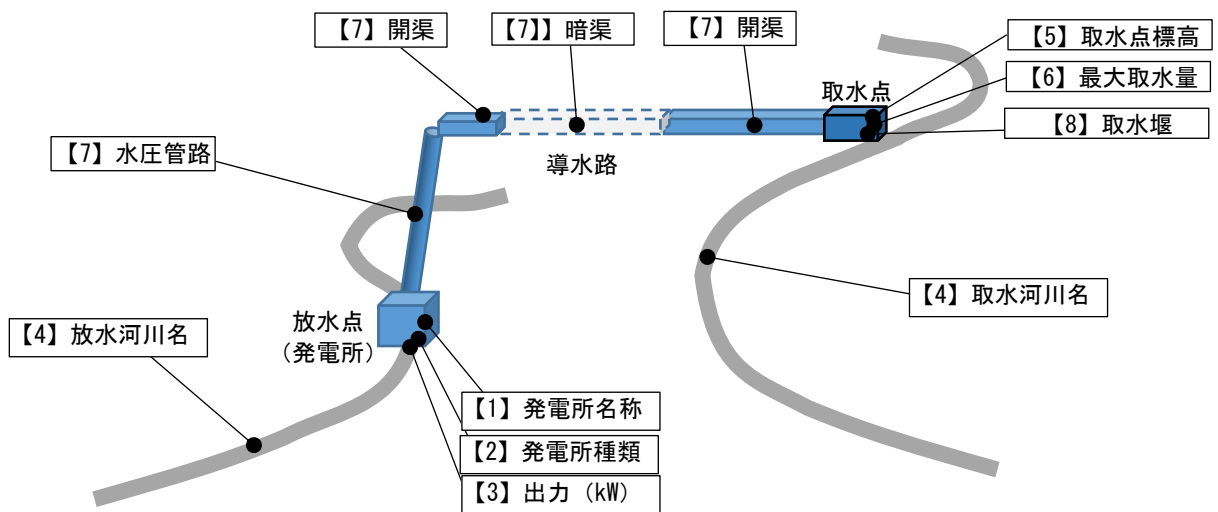 【7】開渠
【7】】暗渠
【7】開渠
【5】取水点標高
取水点
【6】最大取水量
【8】取水堰
【7】水圧管路
導水路
【4】取水河川名
放水点
（発電所）
【4】放水河川名
【1】発電所名称
【2】発電所種類
【3】出力（kW）